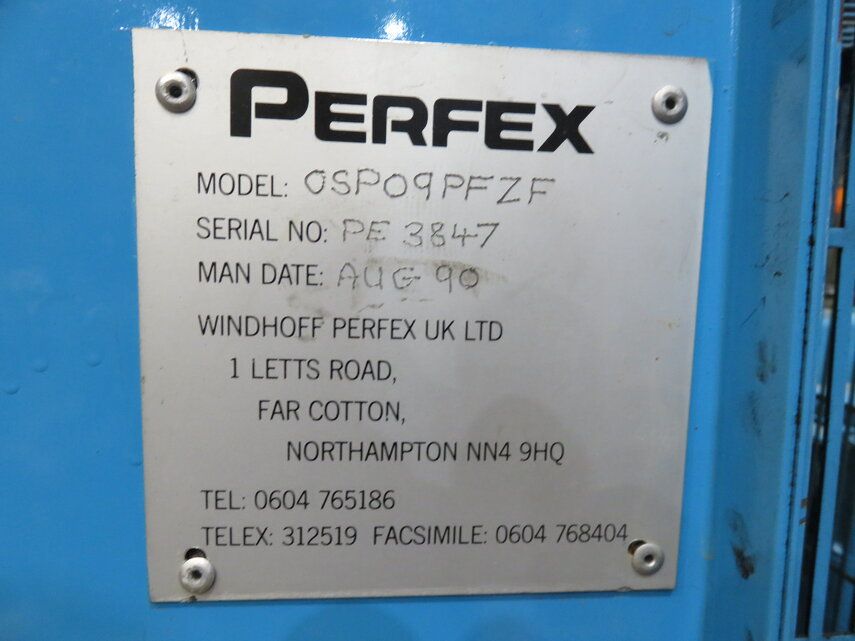 PERFEX
MODEL: OSP09PFZF
SERIAL NO: PE 3847
MAN DATE: AUG 90
WINDHOFF PERFEX UK LTD
1 LETTS ROAD,
FAR COTTON,
NORTHAMPTON NN4 9HQ
TEL: 0604 765186
TELEX: 312519 FACSIMILE: 0604 768404